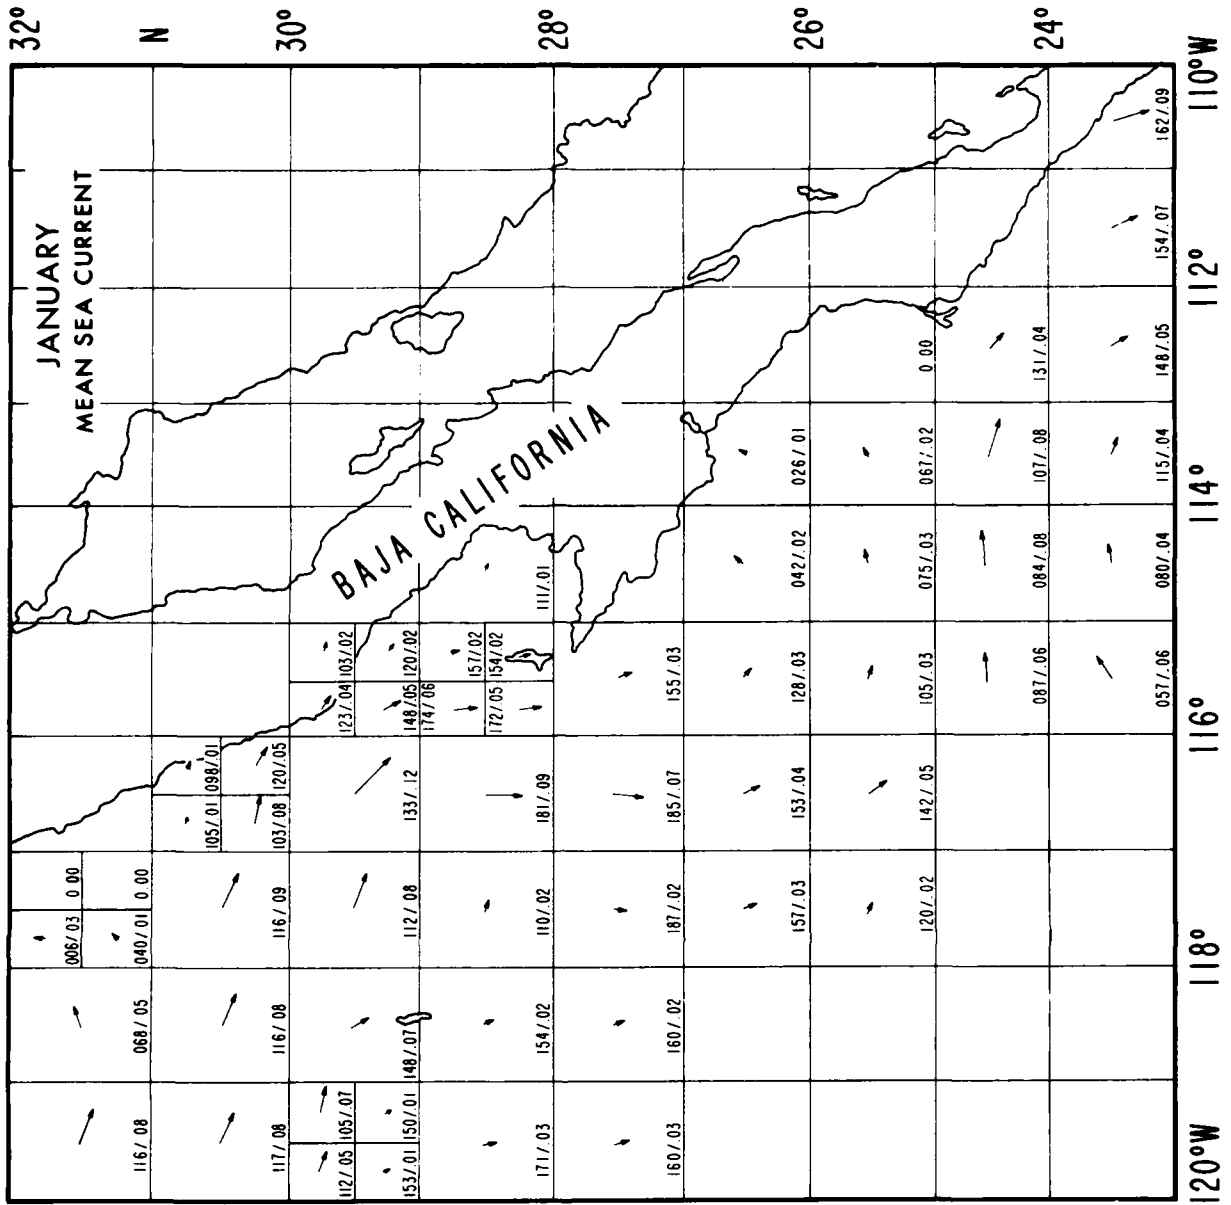 32°
JANUARY
MEAN SEA CURRENT
006/.03 0.00
116/.08 068/.05 040/.01 0.00 N
105/.01 098/.01
117/.08 116/.08 116/.09 103/.08 120/.05 30°
112/.05 105/.07 123/.04 103/.02
BAJA CALIFORNIA
153/.01 150/.01 148/.07 112/.08 133/.12 148/.05 120/.02
174/.06
157/.02
172/.05 154/.02
171/.03 154/.02 110/.02 181/.09 111/.01 28°
160/.03 160/.02 187/.02 185/.07 155/.03
157/.03 153/.04 128/.03 042/.02 026/.01 26°
120/.02 142/.05 105/.03 075/.03 067/.02 0.00
087/.06 084/.08 107/.08 131/.04 24°
057/.06 080/.04 115/.04 148/.05 154/.07 162/.09
120°W 118° 116° 114° 112° 110°W